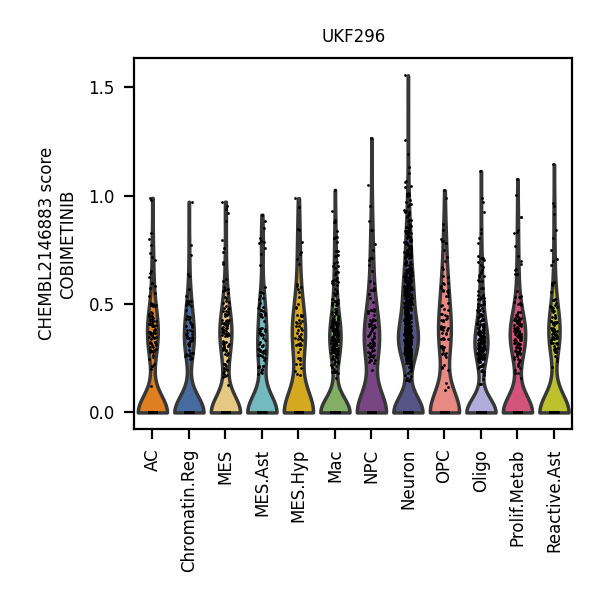 UKF296
CHEMBL2146883 score
COBIMETINIB
1.5
1.0
0.5
0.0
AC
Chromatin.Reg
MES
MES.Ast
MES.Hyp
Mac
NPC
Neuron
OPC
Oligo
Prolif.Metab
Reactive.Ast